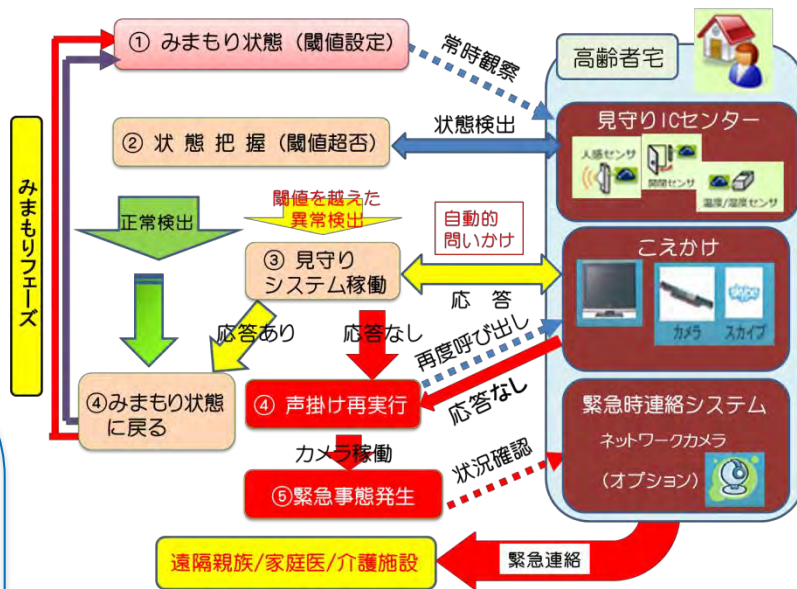 ① みまもり状態（閾値設定）
常時観察
高齢者宅
② 状 態 把 握（閾値超否）
状態検出
見守りICセンター
人感センサ
開閉センサ
温度/湿度センサ
みまもりフェーズ
正常検出
閾値を越えた
異常検出
自動的
問いかけ
③ 見守り
システム稼働
応 答
こえかけ
カメラ
スカイプ
skype
応答あり
応答なし
再度呼び出し
④みまもり状態
に戻る
④ 声掛け再実行
応答なし
カメラ稼働
⑤緊急事態発生
状況確認
緊急時連絡システム
ネットワークカメラ
（オプション）
遠隔親族/家庭医/介護施設
緊急連絡